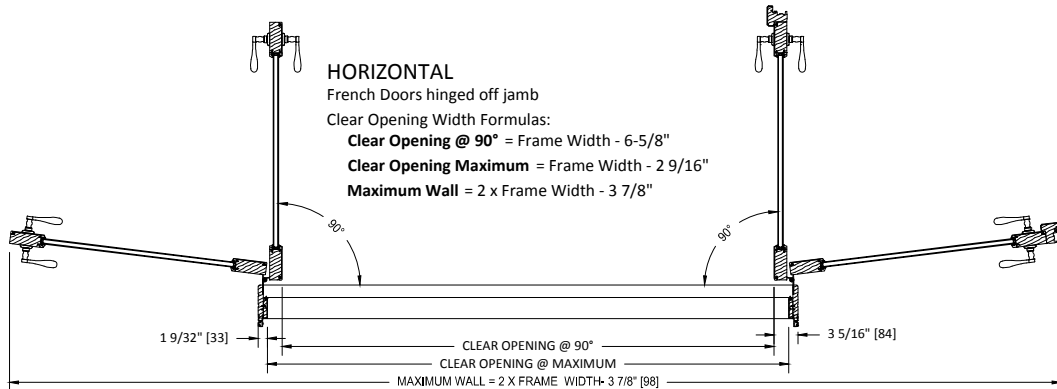 HORIZONTAL
French Doors hinged off jamb
Clear Opening Width Formulas:
Clear Opening @ 90° = Frame Width - 6-5/8"
Clear Opening Maximum = Frame Width - 2 9/16"
Maximum Wall = 2 x Frame Width - 3 7/8"
90°
90°
1 9/32" [33]
3 5/16" [84]
CLEAR OPENING @ 90°
CLEAR OPENING @ MAXIMUM
MAXIMUM WALL = 2 X FRAME WIDTH- 3 7/8" [98]